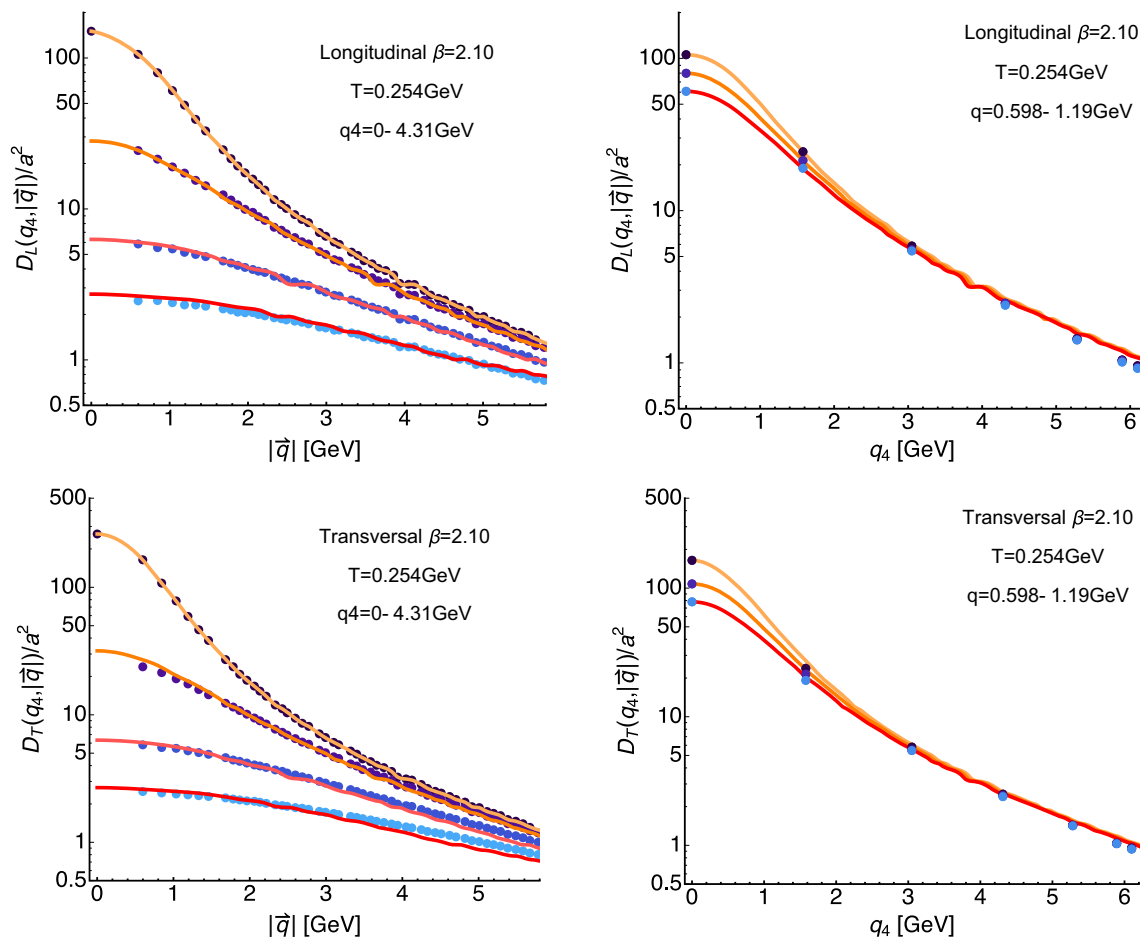 Longitudinal β=2.10
T=0.254GeV
q4=0- 4.31GeV
D_L(q_4,|q⃗|)/a^2
100
50
10
5
1
0.5
0 1 2 3 4 5
|q⃗| [GeV]
Longitudinal β=2.10
T=0.254GeV
q=0.598- 1.19GeV
D_L(q_4,|q⃗|)/a^2
100
50
10
5
1
0.5
0 1 2 3 4 5 6
q_4 [GeV]
Transversal β=2.10
T=0.254GeV
q4=0- 4.31GeV
D_T(q_4,|q⃗|)/a^2
500
100
50
10
5
1
0.5
0 1 2 3 4 5
|q⃗| [GeV]
Transversal β=2.10
T=0.254GeV
q=0.598- 1.19GeV
D_T(q_4,|q⃗|)/a^2
500
100
50
10
5
1
0.5
0 1 2 3 4 5 6
q_4 [GeV]